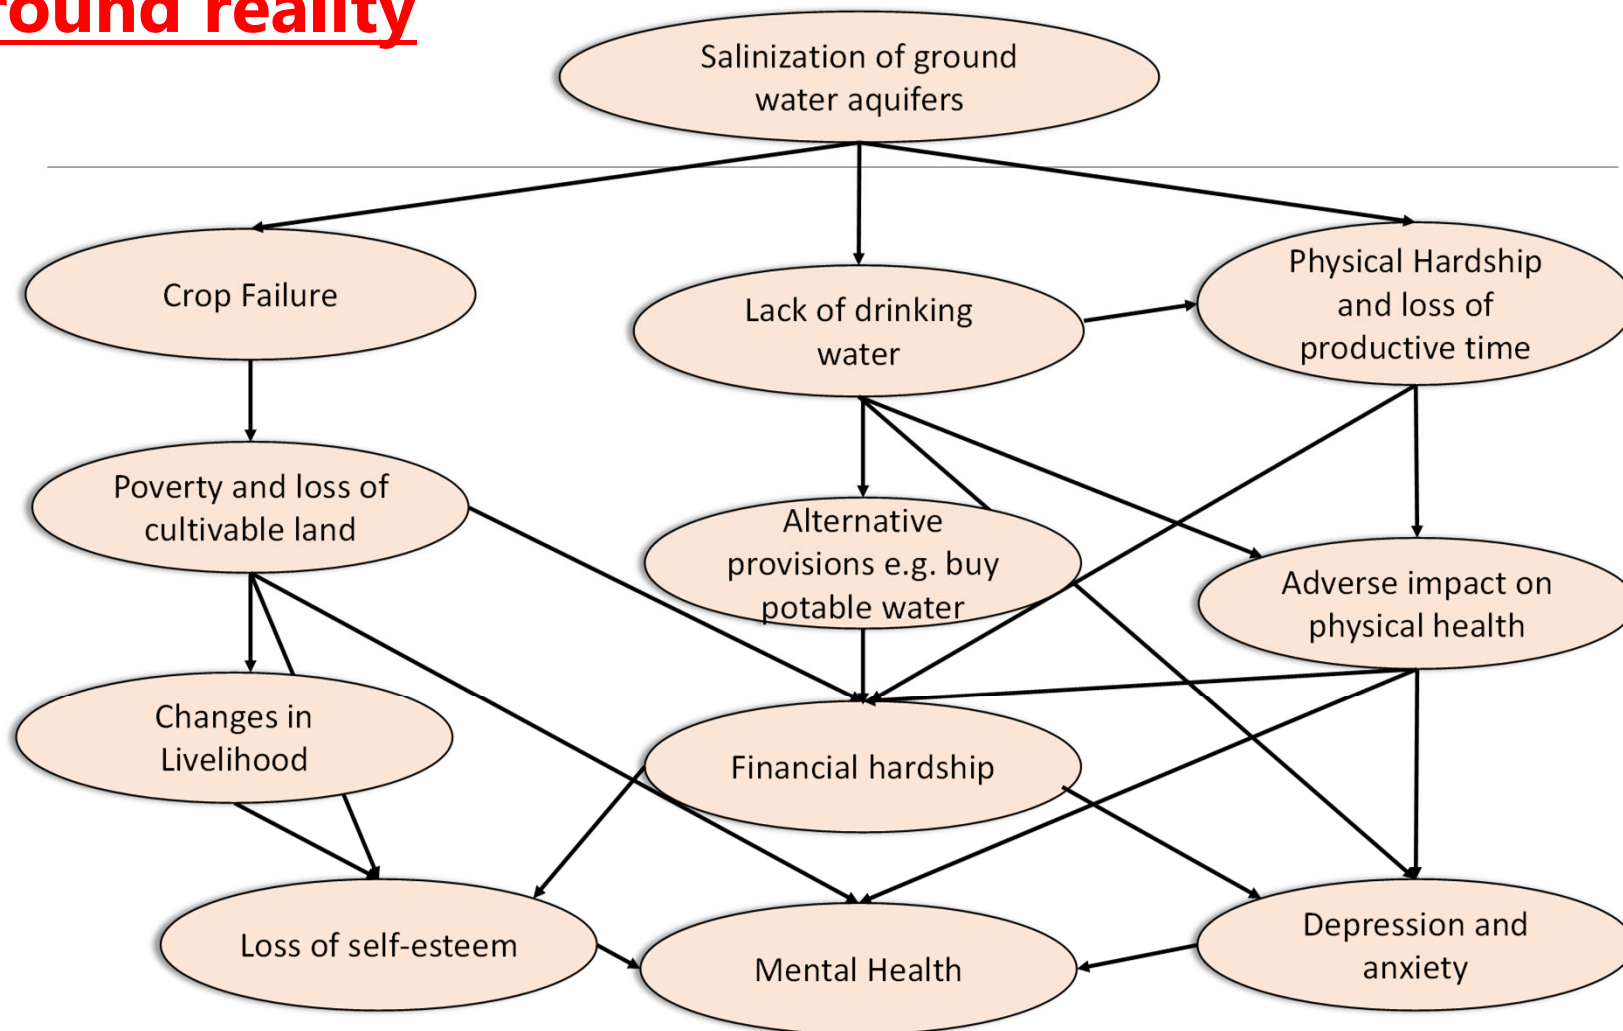 round reality
Salinization of ground
water aquifers
Crop Failure
Lack of drinking
water
Physical Hardship
and loss of
productive time
Poverty and loss of
cultivable land
Alternative
provisions e.g. buy
potable water
Adverse impact on
physical health
Changes in
Livelihood
Financial hardship
Loss of self-esteem
Mental Health
Depression and
anxiety